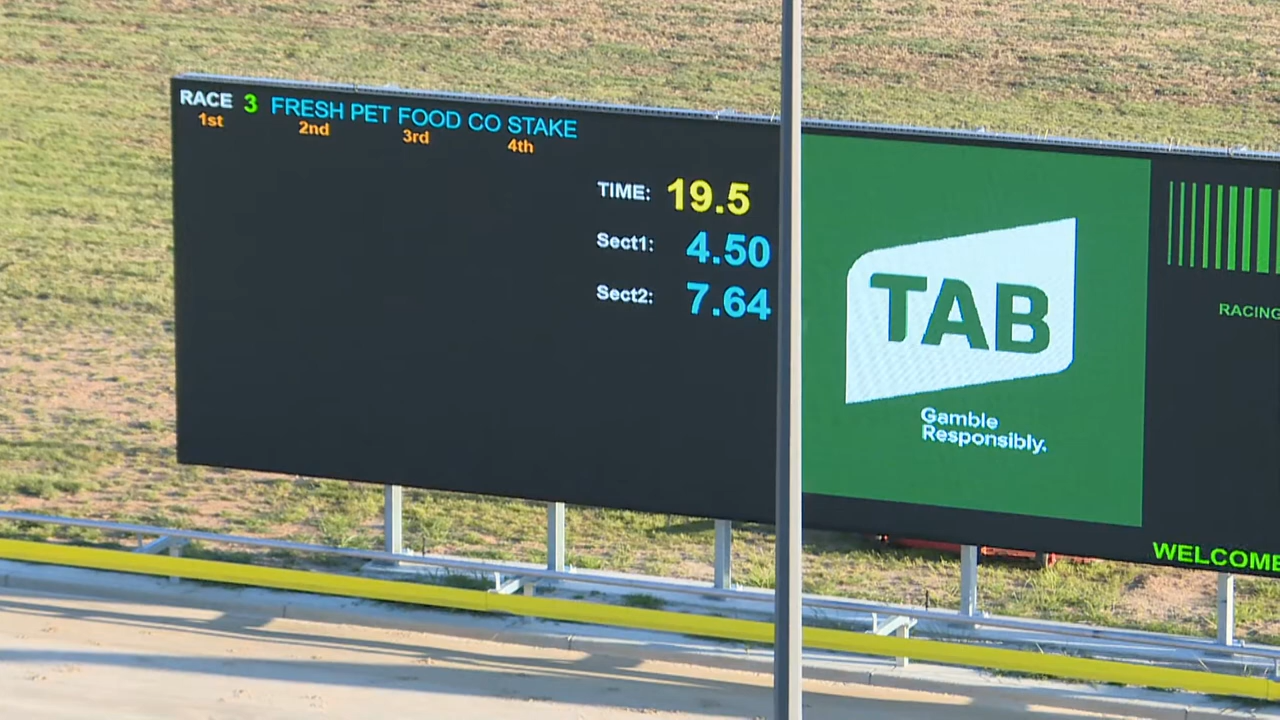 RACE 3 FRESH PET FOOD CO STAKE
1st 2nd 3rd 4th
TIME: 19.5
Sect1: 4.50
Sect2: 7.64
TAB
Gamble
Responsibly.
RACING
WELCOME